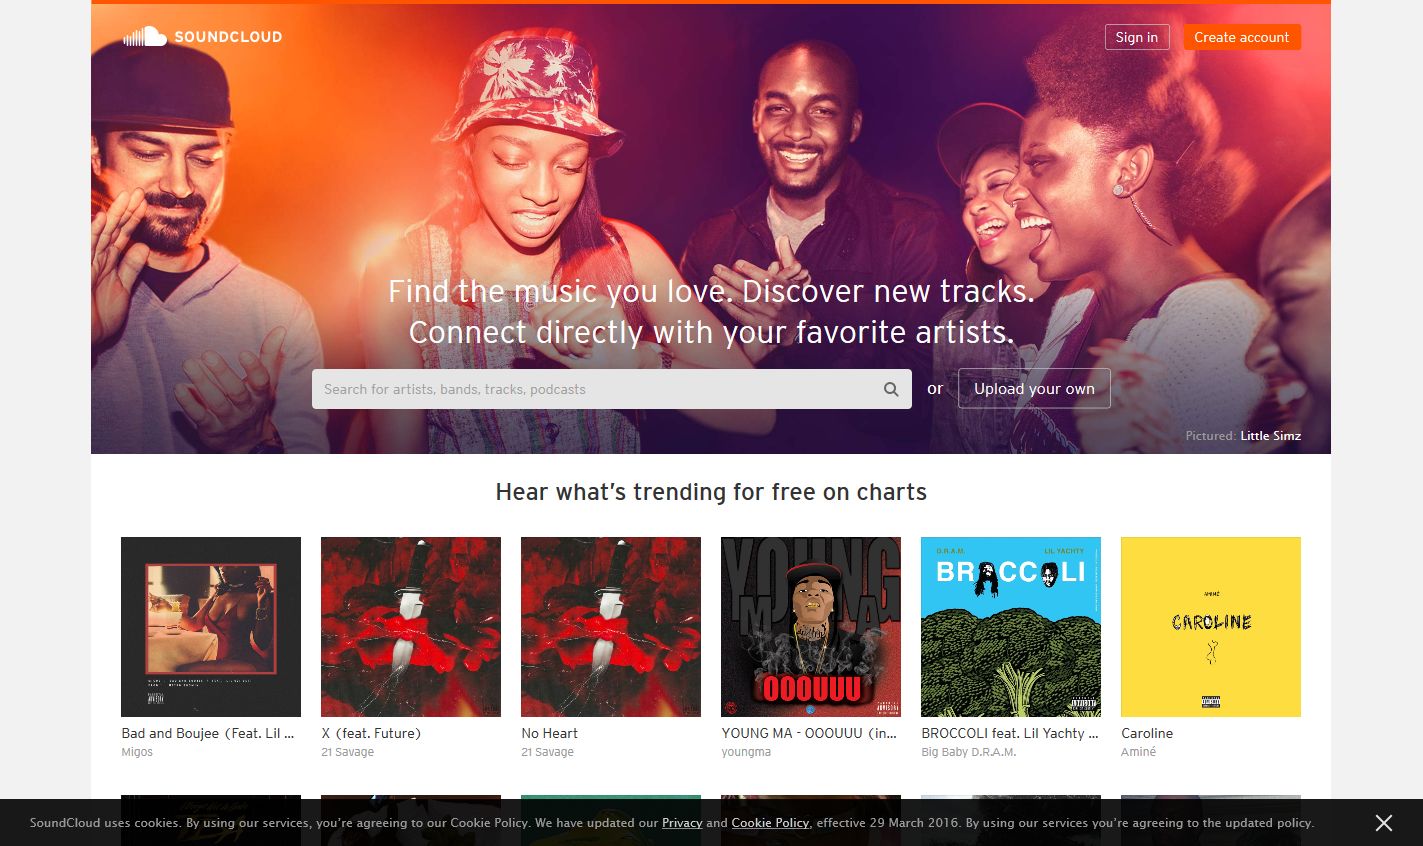 SOUNDCLOUD
Sign in
Create account
Find the music you love. Discover new tracks.
Connect directly with your favorite artists.
Search for artists, bands, tracks, podcasts
or
Upload your own
Pictured: Little Simz
Hear what’s trending for free on charts
YOUNG
MA
OOOUUU
D.R.A.M.
LIL YACHTY
BROCCOLI
AMINÉ
CAROLINE
Bad and Boujee (Feat. Lil ...
Migos
X (feat. Future)
21 Savage
No Heart
21 Savage
YOUNG MA - OOOUUU (in...
youngma
BROCCOLI feat. Lil Yachty ...
Big Baby D.R.A.M.
Caroline
Aminé
SoundCloud uses cookies. By using our services, you’re agreeing to our Cookie Policy. We have updated our Privacy and Cookie Policy, effective 29 March 2016. By using our services you’re agreeing to the updated policy.